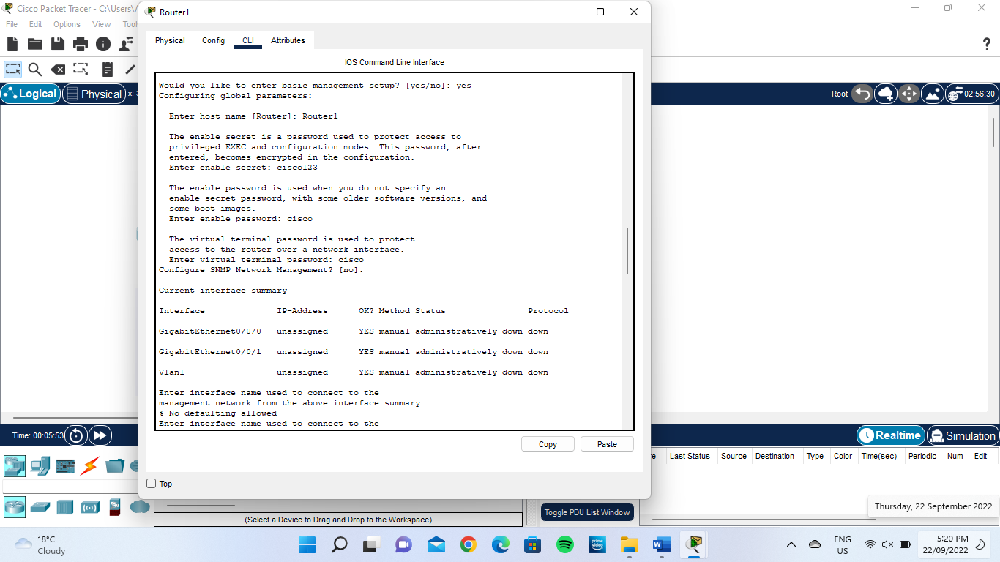 Cisco Packet Tracer - C:\Users\A
Router1
File Edit Options View Tools
Physical Config CLI Attributes
IOS Command Line Interface
Logical Physical x: 3
Root 02:56:30
Would you like to enter basic management setup? [yes/no]: yes
Configuring global parameters:
Enter host name [Router]: Router1
The enable secret is a password used to protect access to
privileged EXEC and configuration modes. This password, after
entered, becomes encrypted in the configuration.
Enter enable secret: cisco123
The enable password is used when you do not specify an
enable secret password, with some older software versions, and
some boot images.
Enter enable password: cisco
The virtual terminal password is used to protect
access to the router over a network interface.
Enter virtual terminal password: cisco
Configure SNMP Network Management? [no]:
Current interface summary
Interface IP-Address OK? Method Status Protocol
GigabitEthernet0/0/0 unassigned YES manual administratively down down
GigabitEthernet0/0/1 unassigned YES manual administratively down down
Vlan1 unassigned YES manual administratively down down
Enter interface name used to connect to the
management network from the above interface summary:
% No defaulting allowed
Enter interface name used to connect to the
Copy Paste
Top
Time: 00:05:53
Realtime Simulation
Last Status Source Destination Type Color Time(sec) Periodic Num Edit
Toggle PDU List Window
(Select a Device to Drag and Drop to the Workspace)
Thursday, 22 September 2022
18°C
Cloudy
prime video
ENG
US
5:20 PM
22/09/2022